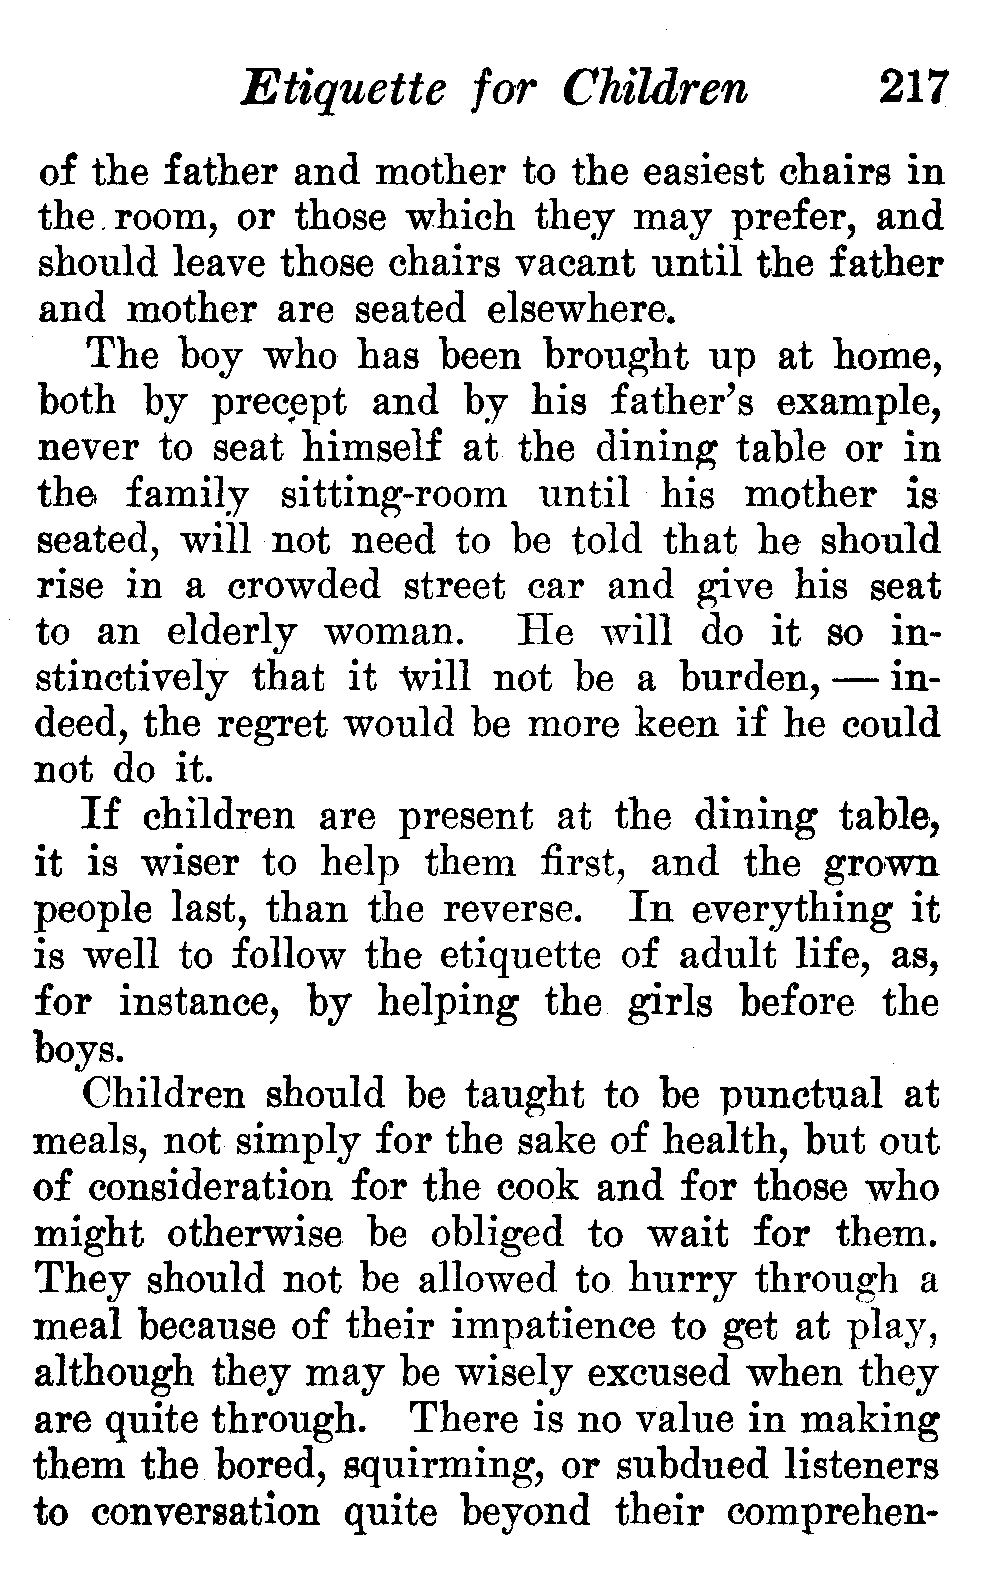 Etiquette for Children 217
of the father and mother to the easiest chairs in
the room, or those which they may prefer, and
should leave those chairs vacant until the father
and mother are seated elsewhere.
The boy who has been brought up at home,
both by precept and by his father's example,
never to seat himself at the dining table or in
the family sitting-room until his mother is
seated, will not need to be told that he should
rise in a crowded street car and give his seat
to an elderly woman. He will do it so in-
stinctively that it will not be a burden, — in-
deed, the regret would be more keen if he could
not do it.
If children are present at the dining table,
it is wiser to help them first, and the grown
people last, than the reverse. In everything it
is well to follow the etiquette of adult life, as,
for instance, by helping the girls before the
boys.
Children should be taught to be punctual at
meals, not simply for the sake of health, but out
of consideration for the cook and for those who
might otherwise be obliged to wait for them.
They should not be allowed to hurry through a
meal because of their impatience to get at play,
although they may be wisely excused when they
are quite through. There is no value in making
them the bored, squirming, or subdued listeners
to conversation quite beyond their comprehen-